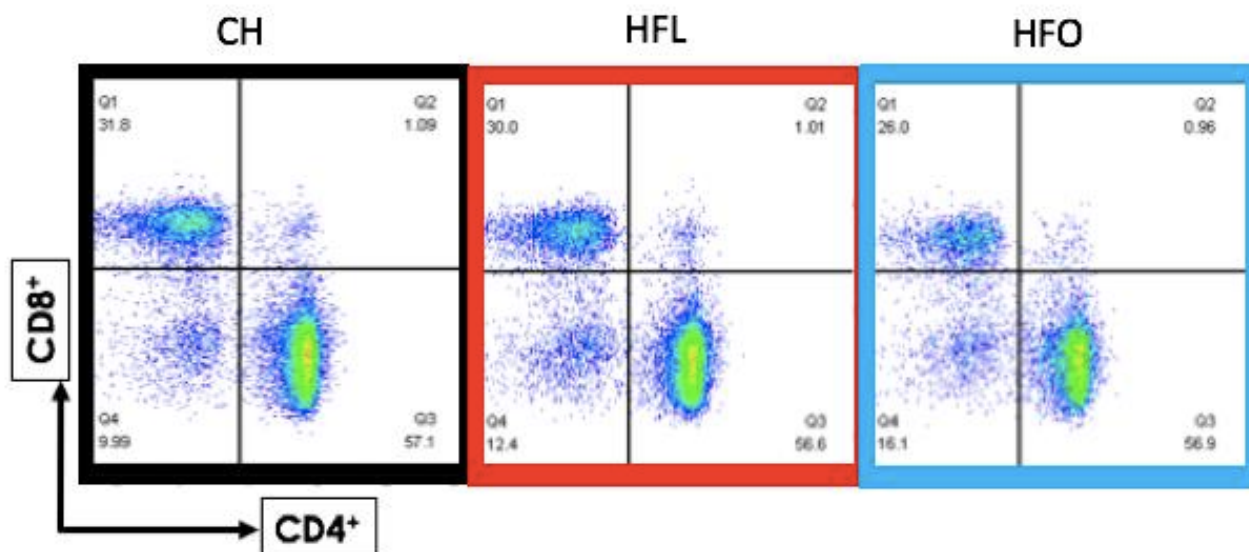 CH
HFL
HFO
Q1
31.8
Q2
1.09
Q4
9.99
Q3
57.1
Q1
30.0
Q2
1.01
Q4
12.4
Q3
56.6
Q1
26.0
Q2
0.96
Q4
16.1
Q3
56.9
CD8⁺
CD4⁺